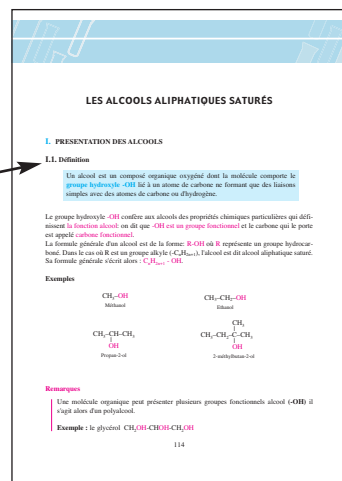 LES ALCOOLS ALIPHATIQUES SATURÉS
I. PRESENTATION DES ALCOOLS
I.1. Définition
Un alcool est un composé organique oxygéné dont la molécule comporte le
groupe hydroxyle -OH lié à un atome de carbone ne formant que des liaisons
simples avec des atomes de carbone ou d'hydrogène.
Le groupe hydroxyle -OH confère aux alcools des propriétés chimiques particulières qui défi-
nissent la fonction alcool: on dit que -OH est un groupe fonctionnel et le carbone qui le porte
est appelé carbone fonctionnel.
La formule générale d'un alcool est de la forme: R-OH où R représente un groupe hydrocar-
boné. Dans le cas où R est un groupe alkyle (-CnH2n+1), l'alcool est dit alcool aliphatique saturé.
Sa formule générale s'écrit alors : CnH2n+1 - OH.
Exemples
CH3-OH CH3-CH2-OH
Méthanol Ethanol
CH3
CH3-CH-CH3 CH3-CH2-C-CH3
OH OH
Propan-2-ol 2-méthylbutan-2-ol
Remarques
Une molécule organique peut présenter plusieurs groupes fonctionnels alcool (-OH) il
s'agit alors d'un polyalcool.
Exemple : le glycérol CH2OH-CHOH-CH2OH
114